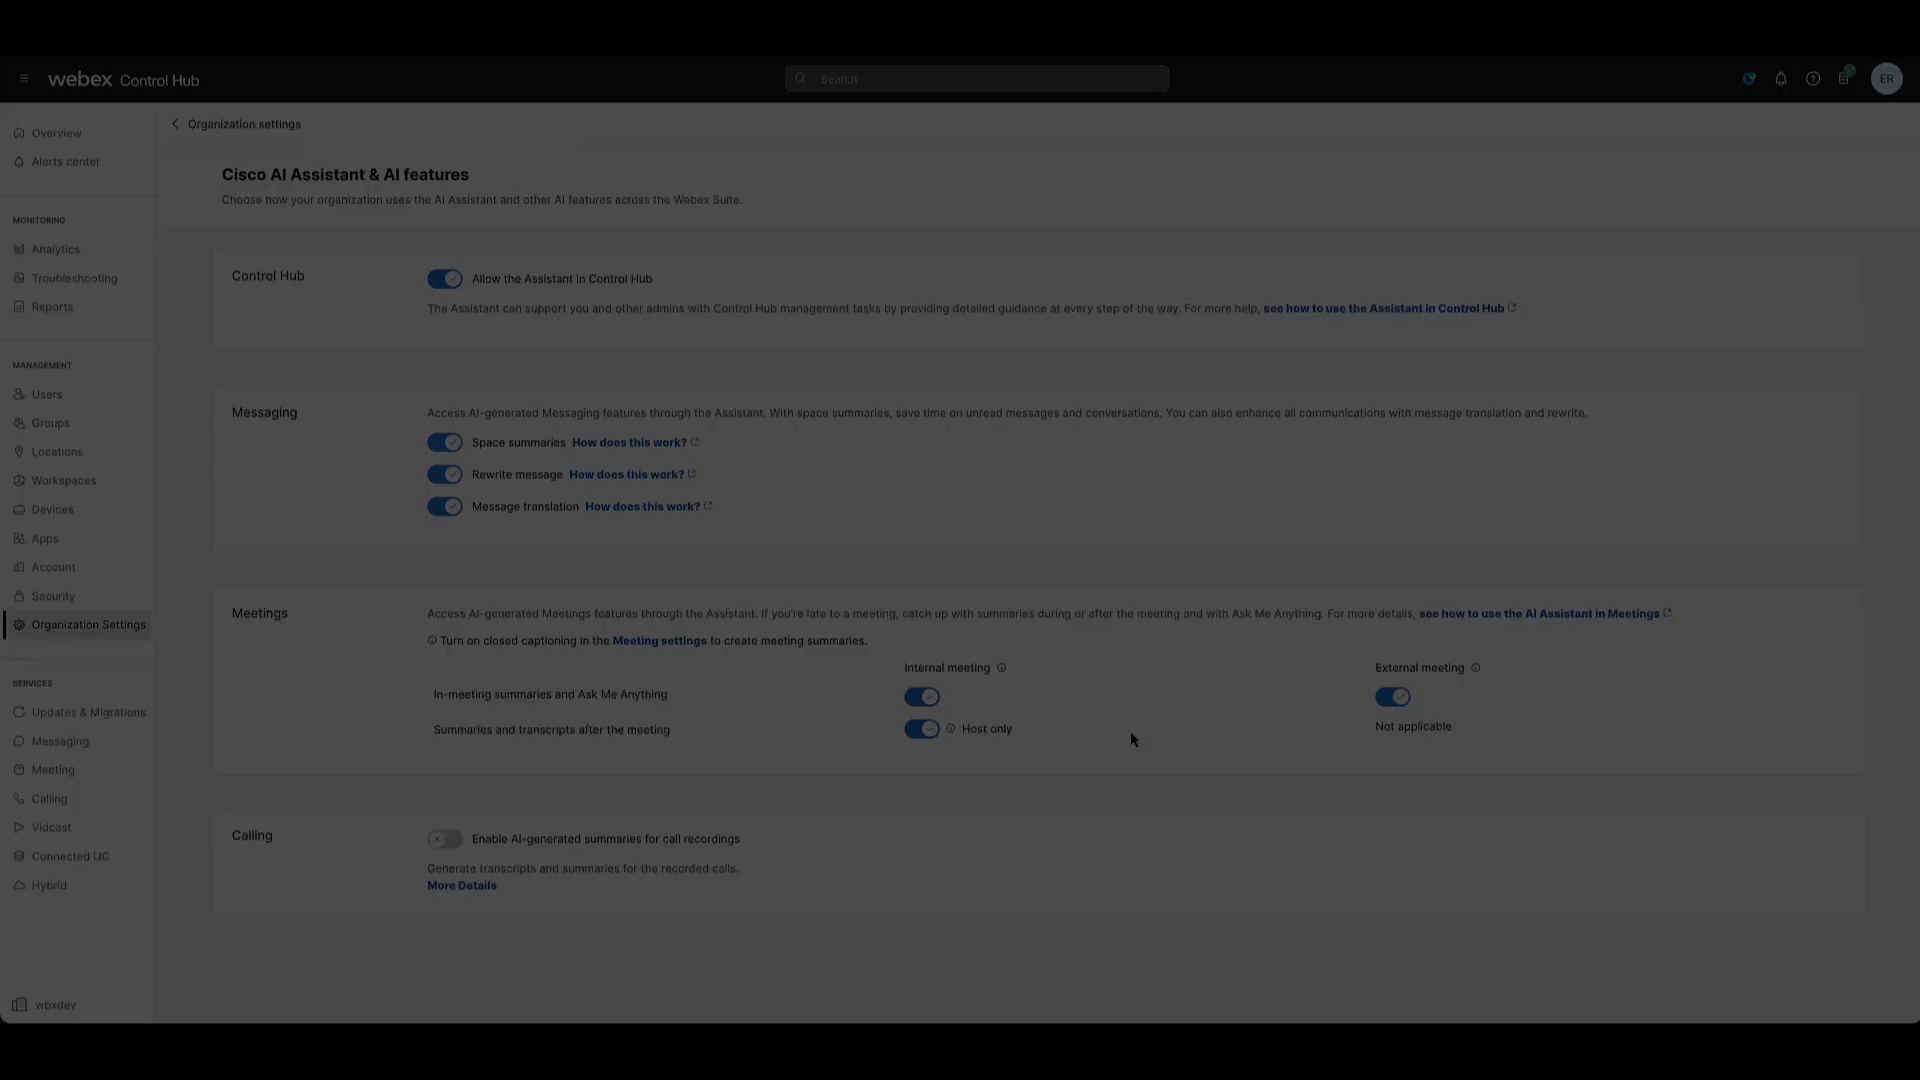 webex Control Hub
Search
ER
Overview
Alerts center
MONITORING
Analytics
Troubleshooting
Reports
MANAGEMENT
Users
Groups
Locations
Workspaces
Devices
Apps
Account
Security
Organization Settings
SERVICES
Updates & Migrations
Messaging
Meeting
Calling
Vidcast
Connected UC
Hybrid
wbxdev
Organization settings
Cisco AI Assistant & AI features
Choose how your organization uses the AI Assistant and other AI features across the Webex Suite.
Control Hub
Allow the Assistant in Control Hub
The Assistant can support you and other admins with Control Hub management tasks by providing detailed guidance at every step of the way. For more help, see how to use the Assistant in Control Hub
Messaging
Access AI-generated Messaging features through the Assistant. With space summaries, save time on unread messages and conversations. You can also enhance all communications with message translation and rewrite.
Space summaries How does this work?
Rewrite message How does this work?
Message translation How does this work?
Meetings
Access AI-generated Meetings features through the Assistant. If you're late to a meeting, catch up with summaries during or after the meeting and with Ask Me Anything. For more details, see how to use the AI Assistant in Meetings
Turn on closed captioning in the Meeting settings to create meeting summaries.
Internal meeting
External meeting
In-meeting summaries and Ask Me Anything
Summaries and transcripts after the meeting
Host only
Not applicable
Calling
Enable AI-generated summaries for call recordings
Generate transcripts and summaries for the recorded calls.
More Details